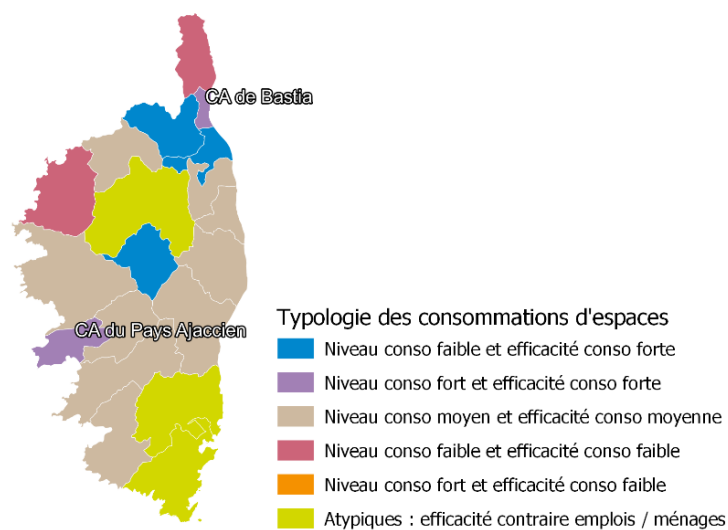 CA de Bastia
CA du Pays Ajaccien
Typologie des consommations d'espaces
Niveau conso faible et efficacité conso forte
Niveau conso fort et efficacité conso forte
Niveau conso moyen et efficacité conso moyenne
Niveau conso faible et efficacité conso faible
Niveau conso fort et efficacité conso faible
Atypiques : efficacité contraire emplois / ménages